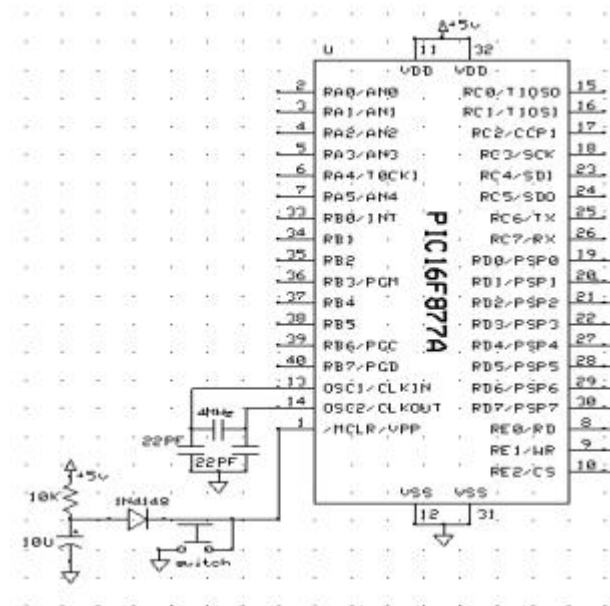 +5v
U 11 32
VDD VDD
2 RA0/AN0 RC0/T1OSO 15
3 RA1/AN1 RC1/T1OSI 16
4 RA2/AN2 RC2/CCP1 17
5 RA3/AN3 RC3/SCK 18
6 RA4/T0CKI RC4/SDI 23
7 RA5/AN4 RC5/SDO 24
33 RB0/INT RC6/TX 25
34 RB1 RC7/RX 26
35 RB2 RD0/PSP0 19
36 RB3/PGM RD1/PSP1 20
37 RB4 RD2/PSP2 21
38 RB5 RD3/PSP3 22
39 RB6/PGC RD4/PSP4 27
40 RB7/PGD RD5/PSP5 28
13 OSC1/CLKIN RD6/PSP6 29
14 OSC2/CLKOUT RD7/PSP7 30
1 /MCLR/VPP RE0/RD 8
RE1/WR 9
RE2/CS 10
VSS VSS
12 31
PIC16F877A
4MHz
22PF
22PF
+5v
10K
1N4148
10U
switch